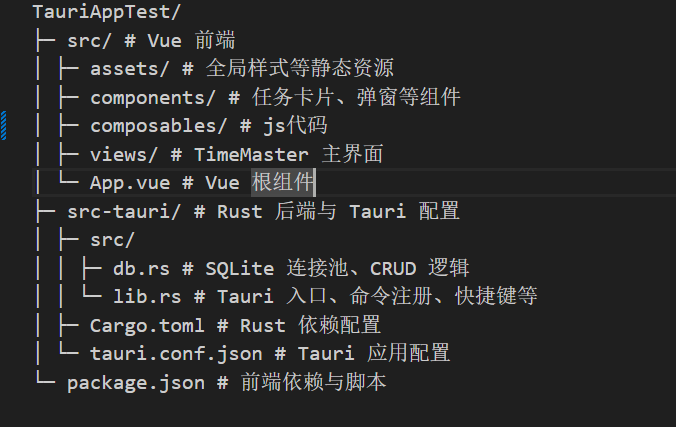 TauriAppTest/
├─ src/ # Vue 前端
│ ├─ assets/ # 全局样式等静态资源
│ ├─ components/ # 任务卡片、弹窗等组件
│ ├─ composables/ # js代码
│ ├─ views/ # TimeMaster 主界面
│ └─ App.vue # Vue 根组件
├─ src-tauri/ # Rust 后端与 Tauri 配置
│ ├─ src/
│ │ ├─ db.rs # SQLite 连接池、CRUD 逻辑
│ │ └─ lib.rs # Tauri 入口、命令注册、快捷键等
│ ├─ Cargo.toml # Rust 依赖配置
│ └─ tauri.conf.json # Tauri 应用配置
└─ package.json # 前端依赖与脚本